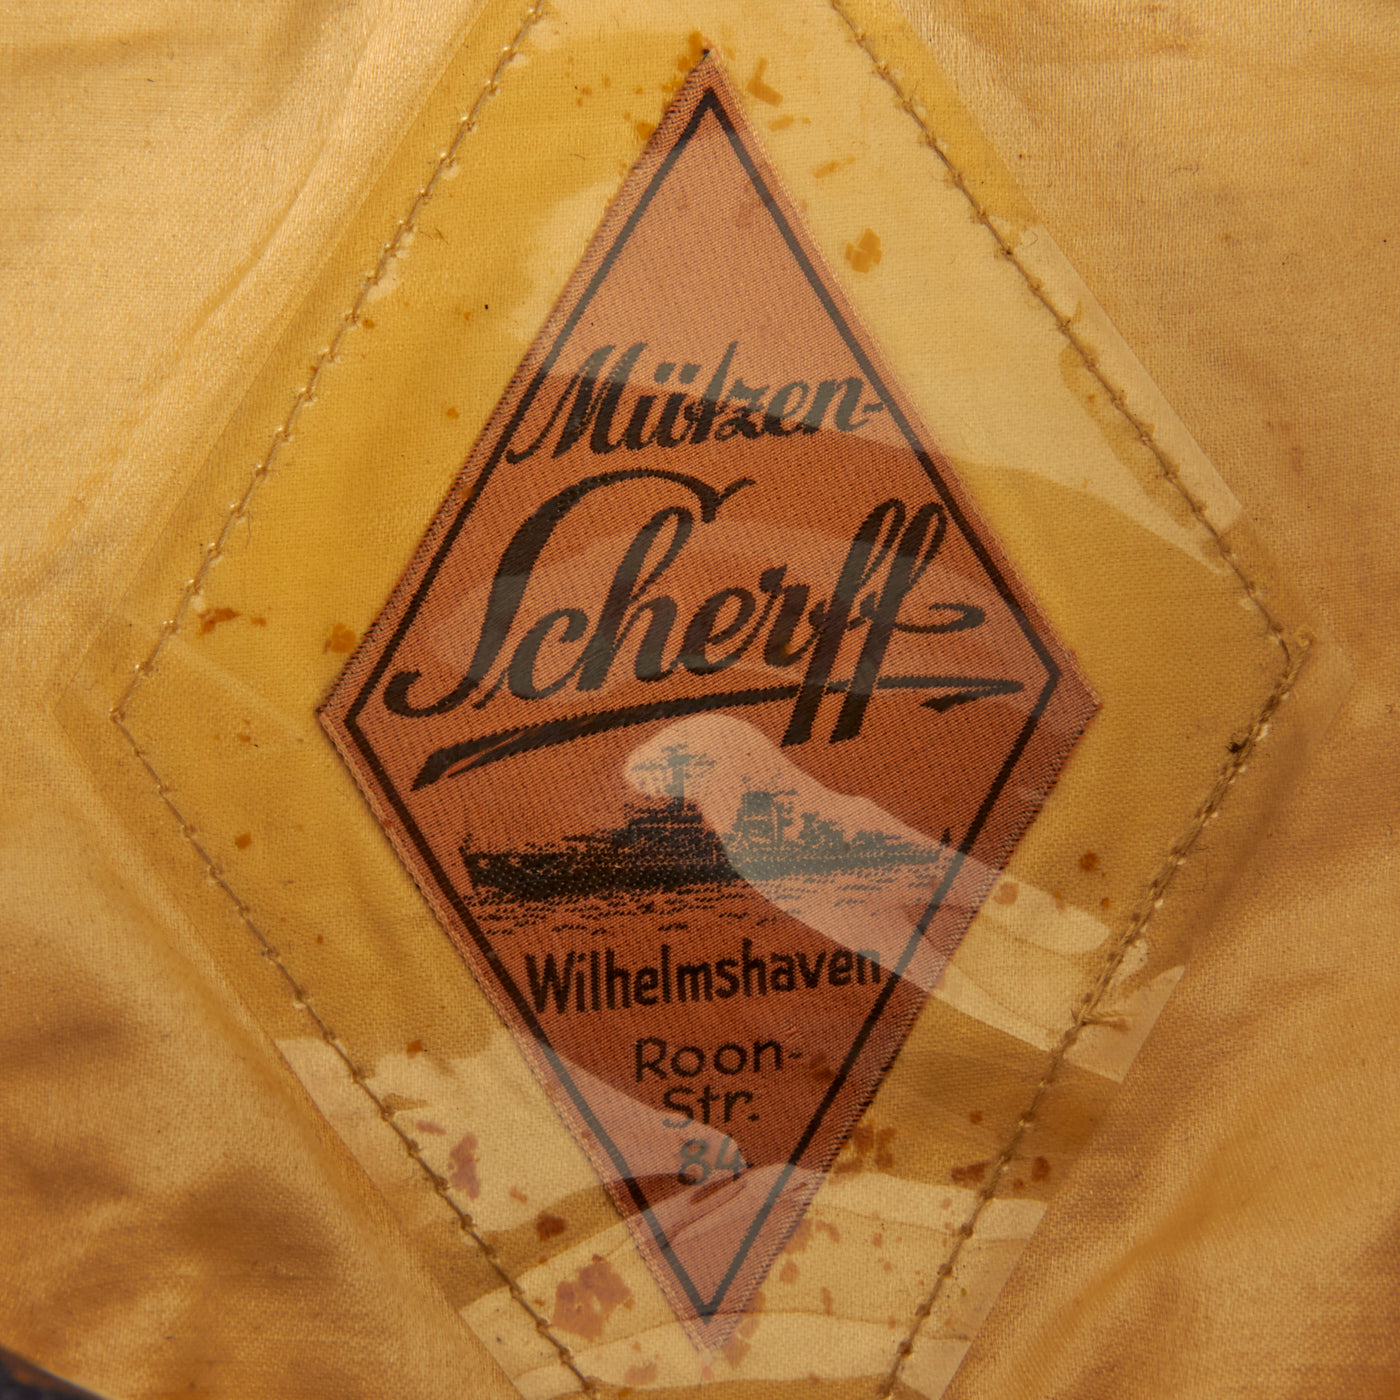 Mützen-
Scherff
Wilhelmshaven
Roon-
Str.
84